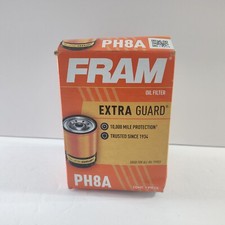 PH8A
FRAM
OIL FILTER
EXTRA GUARD®
10,000 MILE PROTECTION
TRUSTED SINCE 1934
PH8A